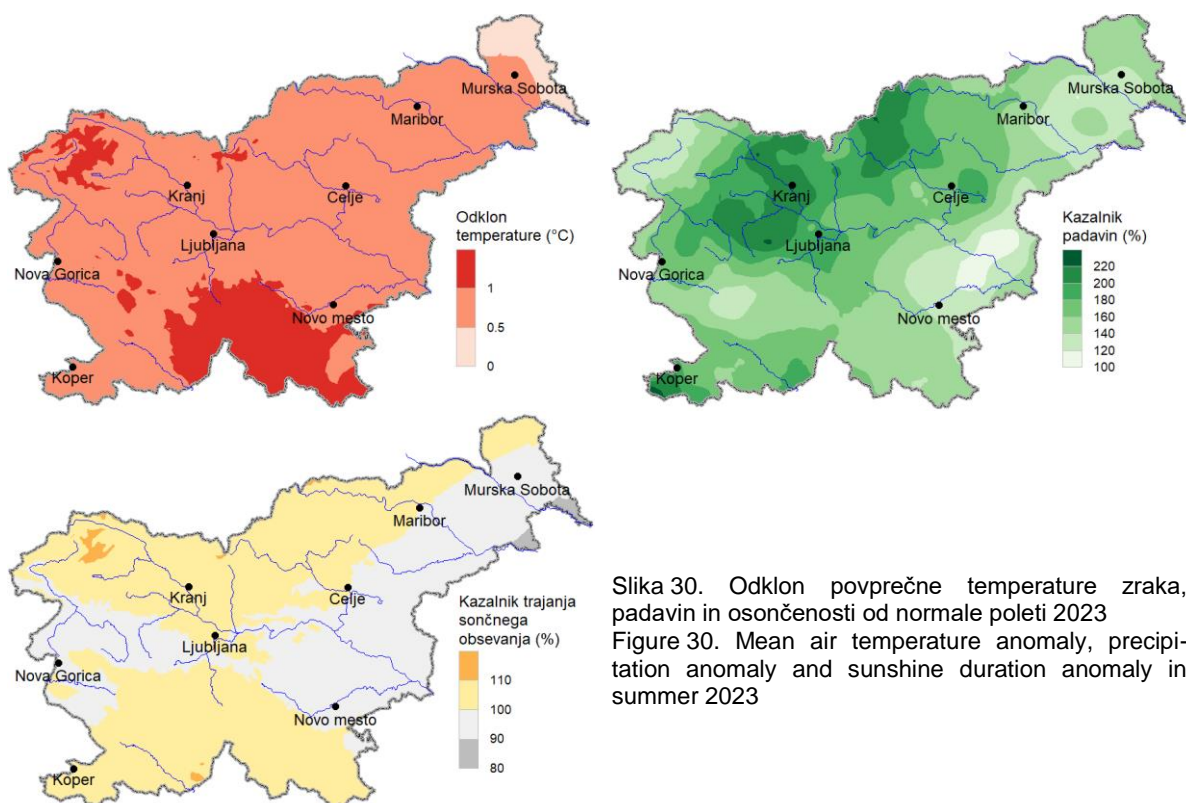 Murska Sobota
Maribor
Kranj
Celje
Ljubljana
Nova Gorica
Novo mesto
Koper
Odklon
temperature (°C)
1
0.5
0
Murska Sobota
Maribor
Kranj
Celje
Ljubljana
Nova Gorica
Novo mesto
Koper
Kazalnik
padavin (%)
220
200
180
160
140
120
100
Murska Sobota
Maribor
Kranj
Celje
Ljubljana
Nova Gorica
Novo mesto
Koper
Kazalnik trajanja
sončnega
obsevanja (%)
110
100
90
80
Slika 30. Odklon povprečne temperature zraka,
padavin in osončenosti od normale poleti 2023
Figure 30. Mean air temperature anomaly, precipi-
tation anomaly and sunshine duration anomaly in
summer 2023